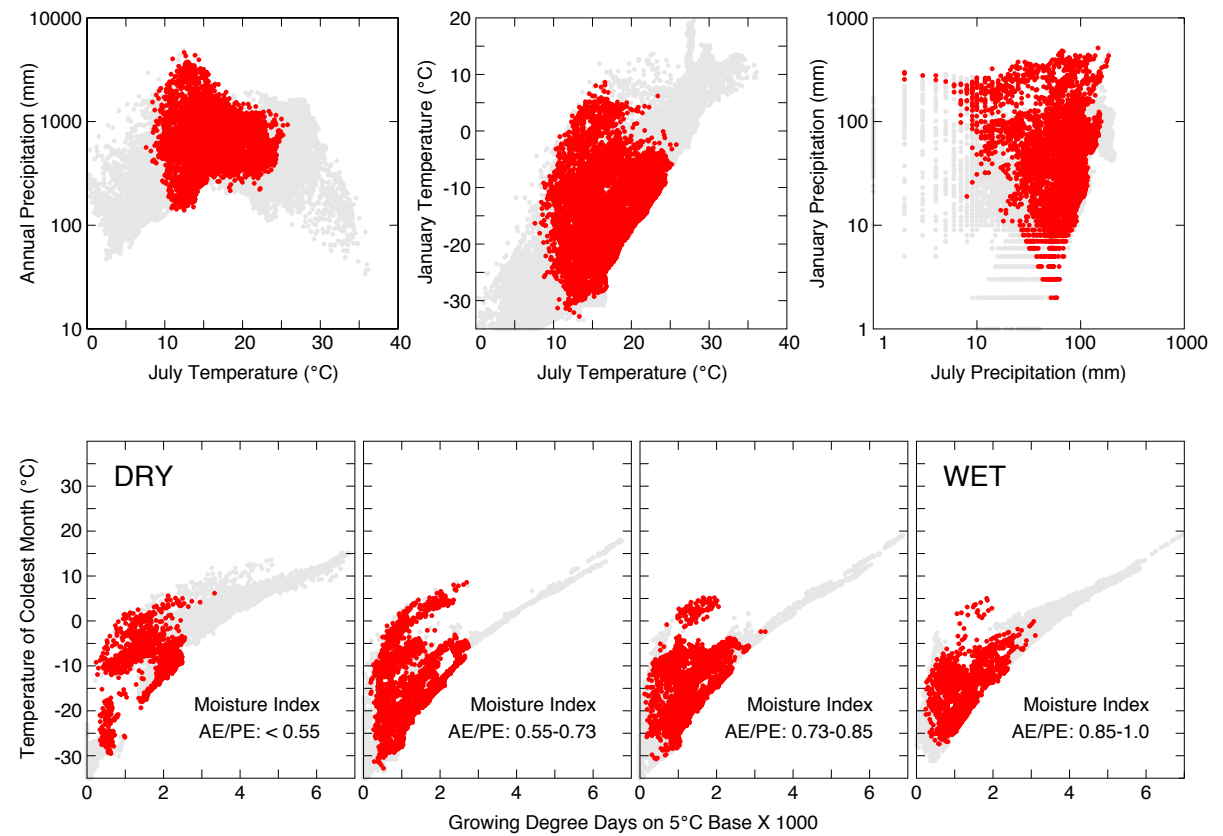 10000
1000
100
10
Annual Precipitation (mm)
0 10 20 30 40
July Temperature (°C)
20
10
0
-10
-20
-30
January Temperature (°C)
0 10 20 30 40
July Temperature (°C)
1000
100
10
1
January Precipitation (mm)
1 10 100 1000
July Precipitation (mm)
Temperature of Coldest Month (°C)
30
20
10
0
-10
-20
-30
DRY
Moisture Index
AE/PE: < 0.55
0 2 4 6
Moisture Index
AE/PE: 0.55-0.73
0 2 4 6
Moisture Index
AE/PE: 0.73-0.85
0 2 4 6
WET
Moisture Index
AE/PE: 0.85-1.0
0 2 4 6
Growing Degree Days on 5°C Base X 1000